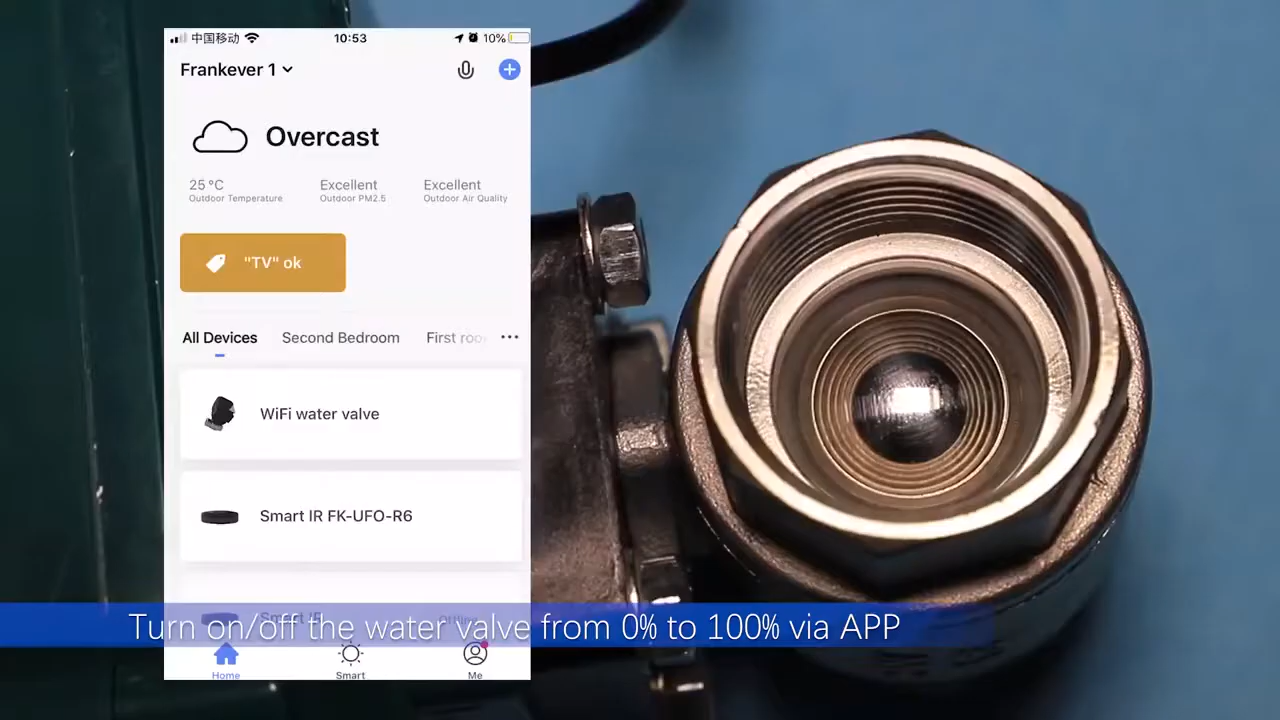 中国移动
10:53
10%
Frankever 1
Overcast
25 °C
Outdoor Temperature
Excellent
Outdoor PM2.5
Excellent
Outdoor Air Quality
"TV" ok
All Devices
Second Bedroom
First roo
WiFi water valve
Smart IR FK-UFO-R6
Smart IR
Turn on/off the water valve from 0% to 100% via APP
Home
Smart
Me